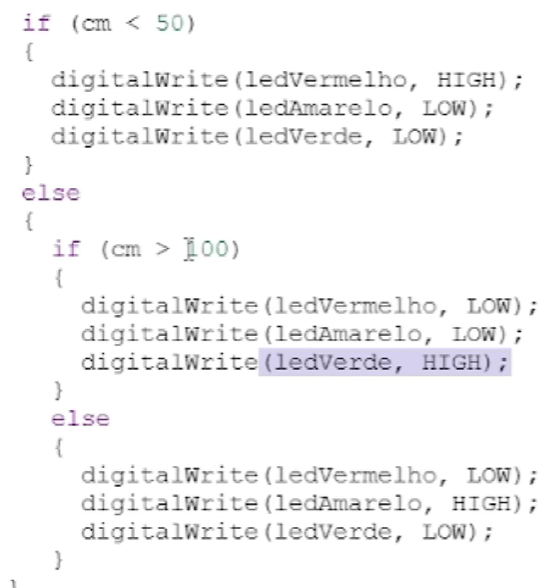 if (cm < 50)
{
digitalWrite(ledVermelho, HIGH);
digitalWrite(ledAmarelo, LOW);
digitalWrite(ledVerde, LOW);
}
else
{
if (cm > 100)
{
digitalWrite(ledVermelho, LOW);
digitalWrite(ledAmarelo, LOW);
digitalWrite(ledVerde, HIGH);
}
else
{
digitalWrite(ledVermelho, LOW);
digitalWrite(ledAmarelo, HIGH);
digitalWrite(ledVerde, LOW);
}
}